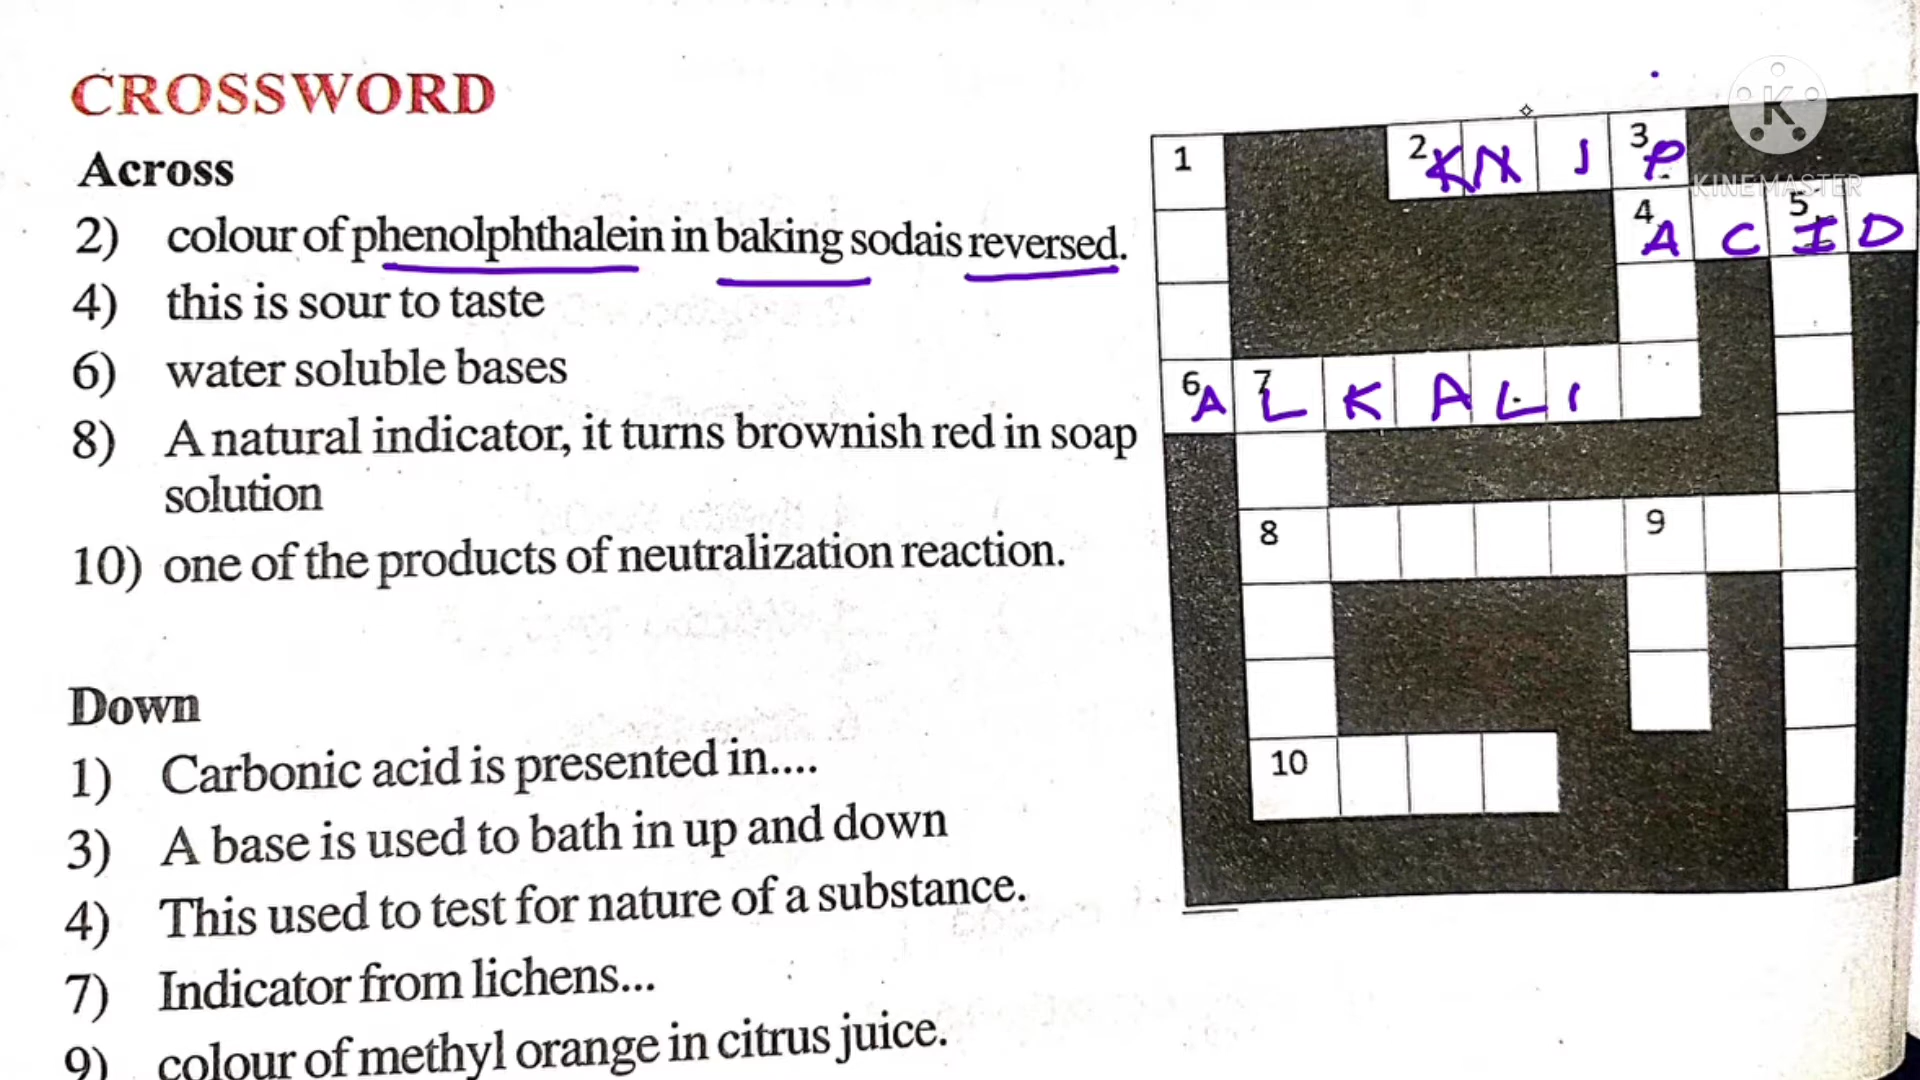 CROSSWORD
Across
2) colour of phenolphthalein in baking sodais reversed.
4) this is sour to taste
6) water soluble bases
8) A natural indicator, it turns brownish red in soap
solution
10) one of the products of neutralization reaction.
Down
1) Carbonic acid is presented in....
3) A base is used to bath in up and down
4) This used to test for nature of a substance.
7) Indicator from lichens...
9) colour of methyl orange in citrus juice.
1 2 K N I 3 P
K
KINEMASTER
4 A C 5 I D
6 A 7 L K A L I
8 9
10